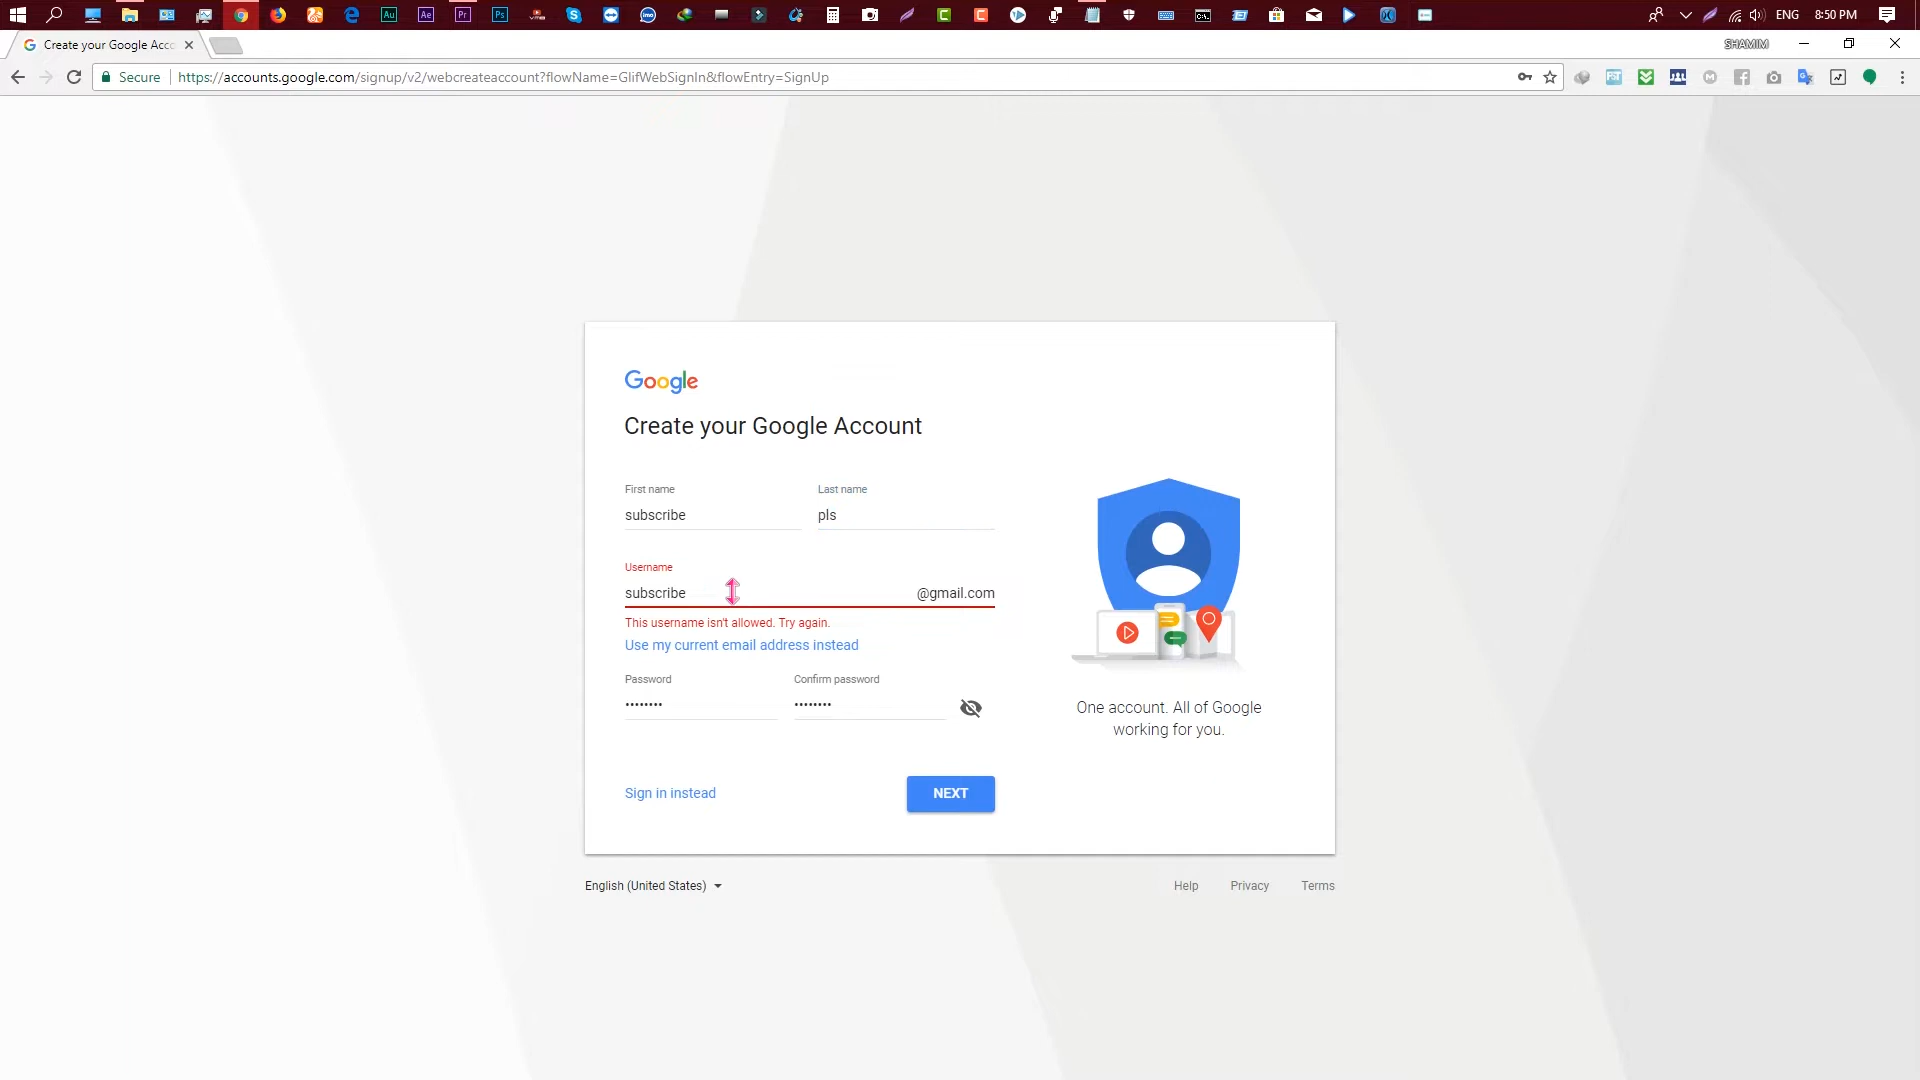 ENG
8:50 PM
Create your Google Acc
SHAMIM
Secure
https://accounts.google.com/signup/v2/webcreateaccount?flowName=GlifWebSignIn&flowEntry=SignUp
Google
Create your Google Account
First name
Last name
subscribe
pls
Username
subscribe
@gmail.com
This username isn't allowed. Try again.
Use my current email address instead
Password
Confirm password
••••••••
••••••••
One account. All of Google
working for you.
Sign in instead
NEXT
English (United States)
Help
Privacy
Terms